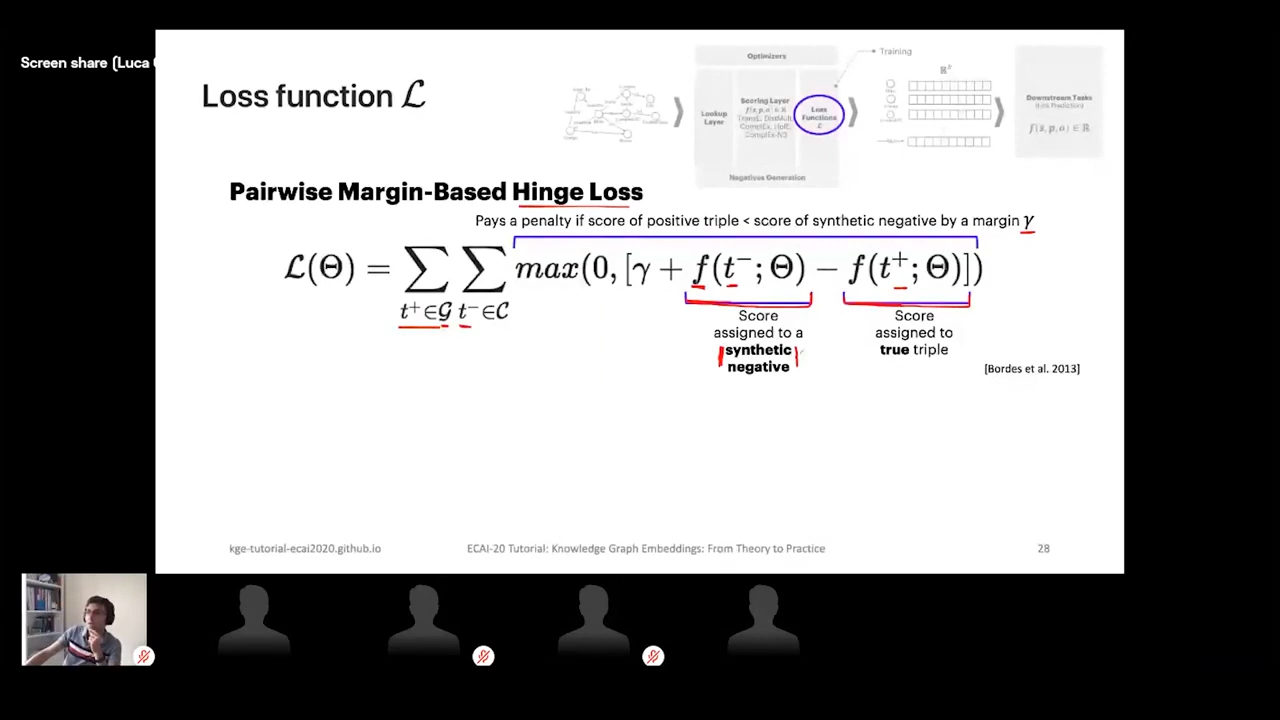 Screen share (Luca
Loss function ℒ
Optimizers
Lookup
Layer
Scoring Layer
f(s, p, o) ∈ ℝ
TransE, DistMult,
ComplEx, HolE,
ComplEx-N3
Loss
Functions
ℒ
Negatives Generation
Training
ℝᵏ
Downstream Tasks
(Link Prediction)
f(s, p, o) ∈ ℝ
Pairwise Margin-Based Hinge Loss
Pays a penalty if score of positive triple < score of synthetic negative by a margin γ
ℒ(Θ) = ∑ t⁺∈𝒢 ∑ t⁻∈𝒞 max(0, [γ + f(t⁻; Θ) − f(t⁺; Θ)])
Score
assigned to a
synthetic
negative
Score
assigned to
true triple
[Bordes et al. 2013]
kge-tutorial-ecai2020.github.io
ECAI-20 Tutorial: Knowledge Graph Embeddings: From Theory to Practice
28